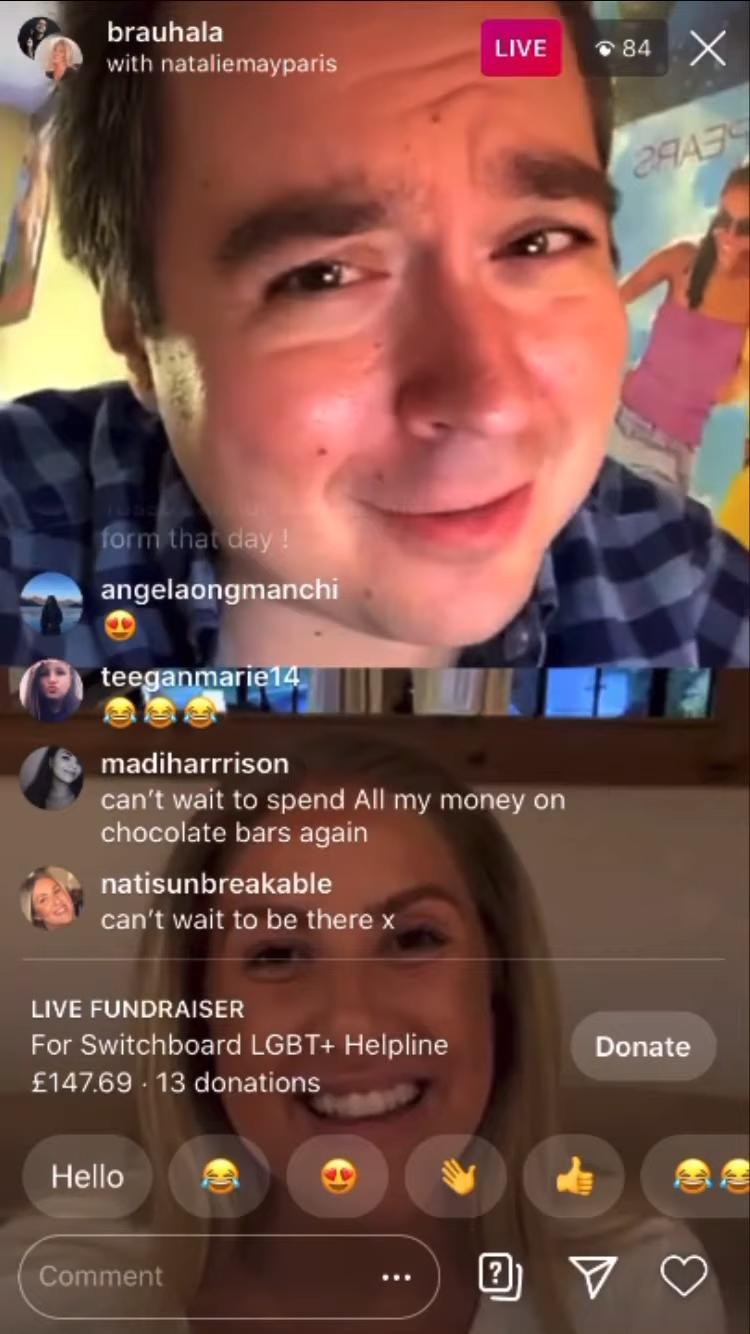 brauhala
with nataliemayparis
LIVE
84
PEARS
form that day !
angelaongmanchi
😍
teeganmarie14
😂😂😂
madiharrrison
can't wait to spend All my money on
chocolate bars again
natisunbreakable
can't wait to be there x
LIVE FUNDRAISER
For Switchboard LGBT+ Helpline
£147.69 · 13 donations
Donate
Hello
😂
😍
👋
👍
😂😂
Comment